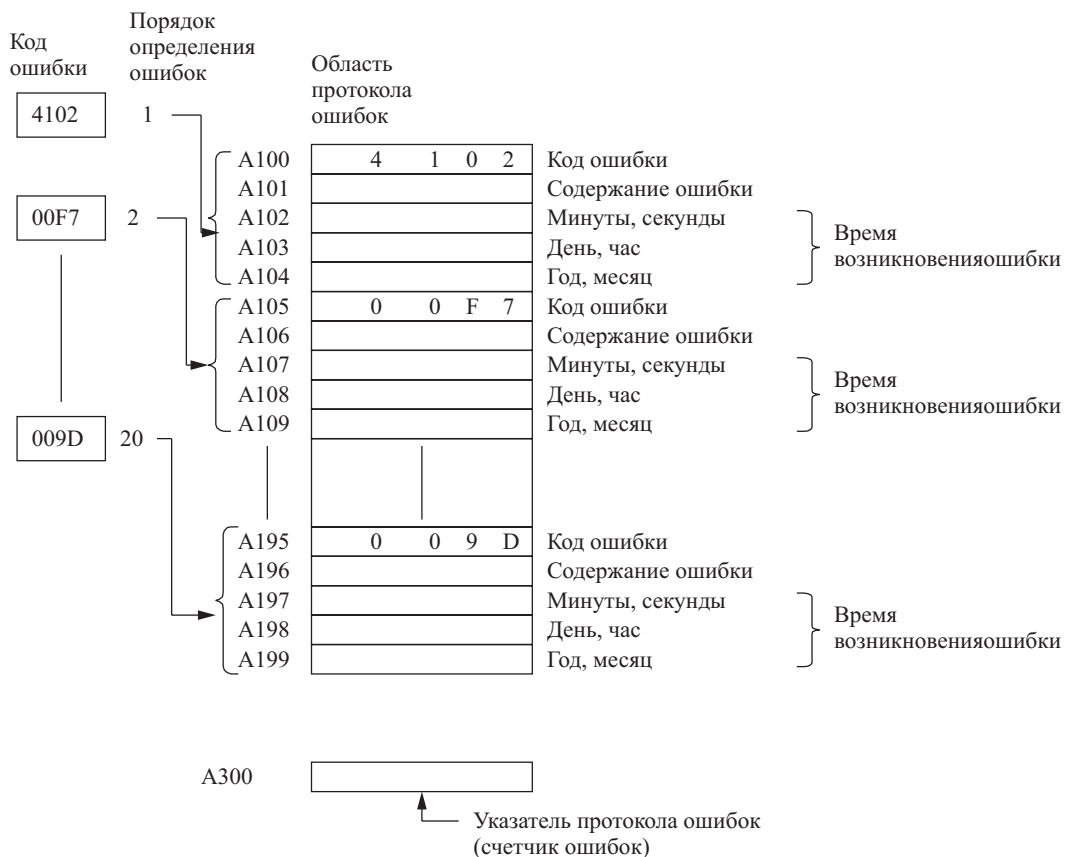 Код
ошибки
Порядок
определения
ошибок
Область
протокола
ошибок
4102 1
A100 4 1 0 2 Код ошибки
A101 Содержание ошибки
00F7 2
A102 Минуты, секунды
A103 День, час
A104 Год, месяц
Время
возникновенияошибки
A105 0 0 F 7 Код ошибки
A106 Содержание ошибки
A107 Минуты, секунды
A108 День, час
A109 Год, месяц
Время
возникновенияошибки
009D 20
A195 0 0 9 D Код ошибки
A196 Содержание ошибки
A197 Минуты, секунды
A198 День, час
A199 Год, месяц
Время
возникновенияошибки
A300
Указатель протокола ошибок
(счетчик ошибок)